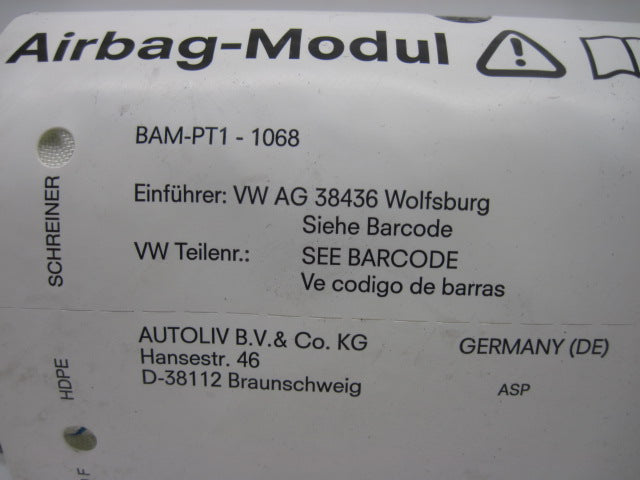 Airbag-Modul
BAM-PT1 - 1068
Einführer: VW AG 38436 Wolfsburg
Siehe Barcode
VW Teilenr.: SEE BARCODE
Ve codigo de barras
AUTOLIV B.V.& Co. KG GERMANY (DE)
Hansestr. 46
D-38112 Braunschweig ASP
SCHREINER
HDPE